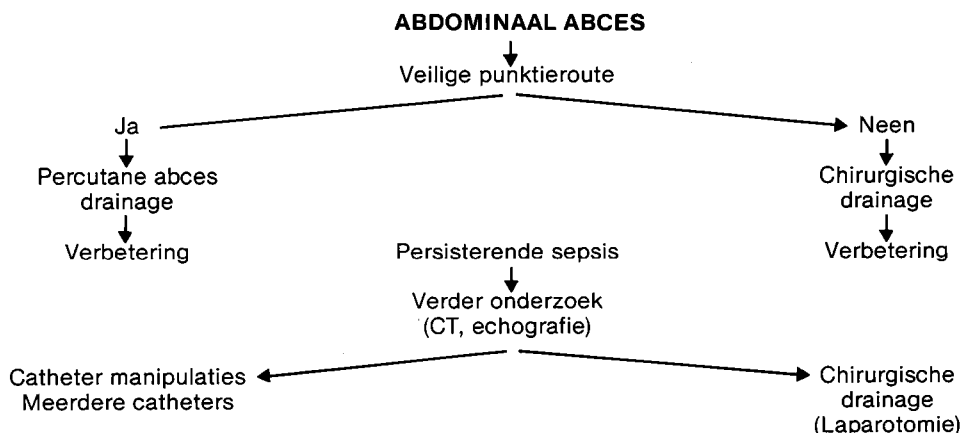 ABDOMINAAL ABCES
Veilige punktieroute
Ja
Neen
Percutane abces
drainage
Chirurgische
drainage
Verbetering
Verbetering
Persisterende sepsis
Verder onderzoek
(CT, echografie)
Catheter manipulaties
Meerdere catheters
Chirurgische
drainage
(Laparotomie)